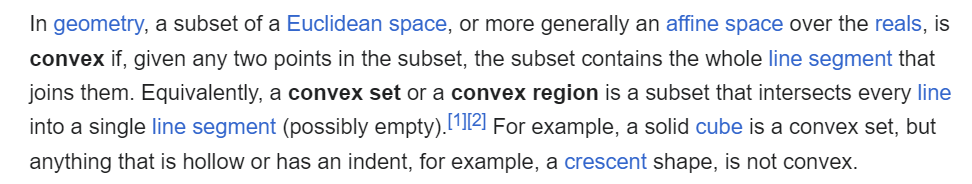 In geometry, a subset of a Euclidean space, or more generally an affine space over the reals, is
convex if, given any two points in the subset, the subset contains the whole line segment that
joins them. Equivalently, a convex set or a convex region is a subset that intersects every line
into a single line segment (possibly empty).[1][2] For example, a solid cube is a convex set, but
anything that is hollow or has an indent, for example, a crescent shape, is not convex.